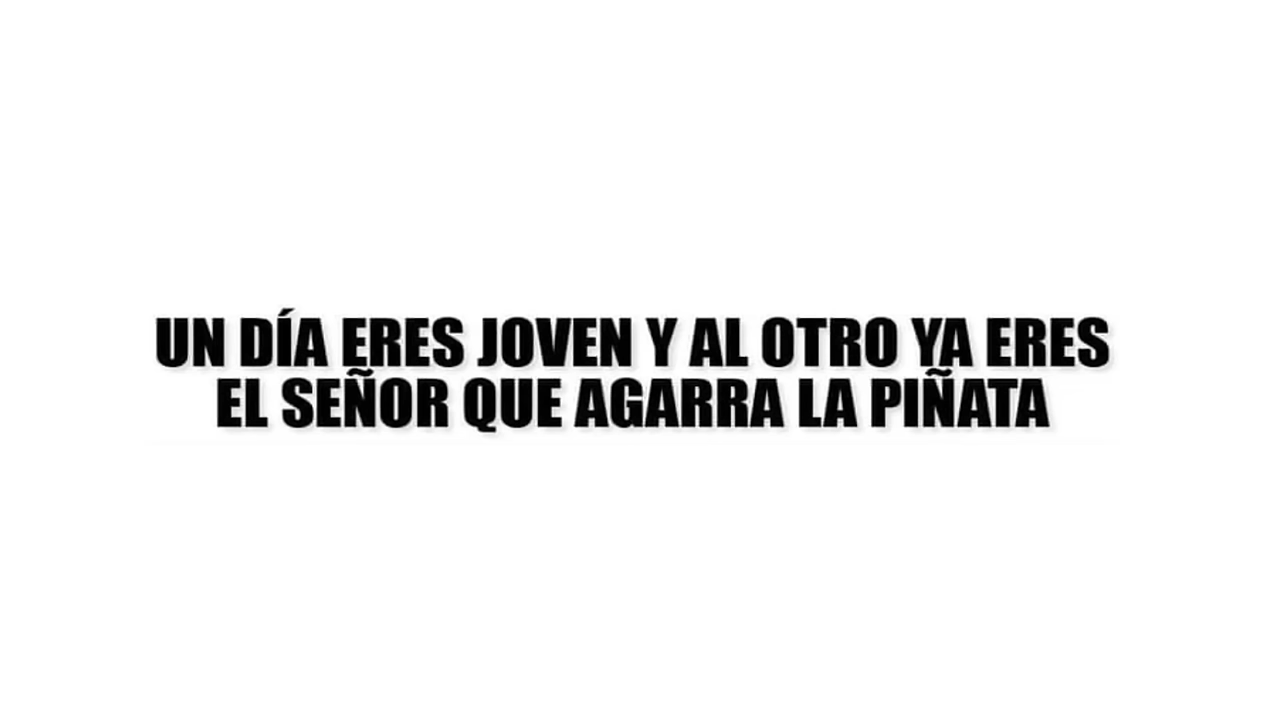 UN DÍA ERES JOVEN Y AL OTRO YA ERES
EL SEÑOR QUE AGARRA LA PIÑATA